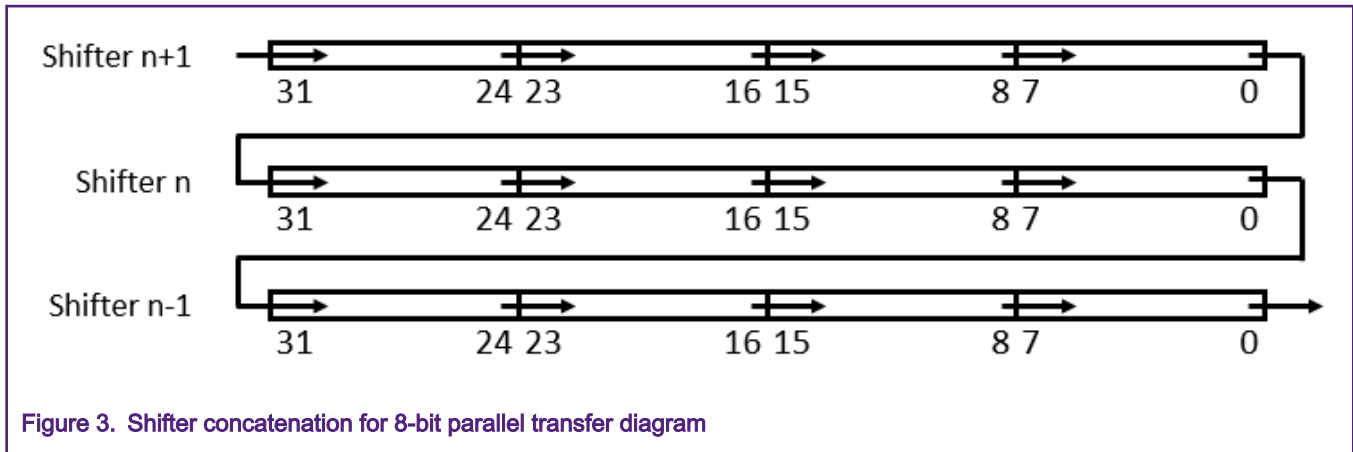 Shifter n+1
31 24 23 16 15 8 7 0
Shifter n
31 24 23 16 15 8 7 0
Shifter n-1
31 24 23 16 15 8 7 0
Figure 3. Shifter concatenation for 8-bit parallel transfer diagram